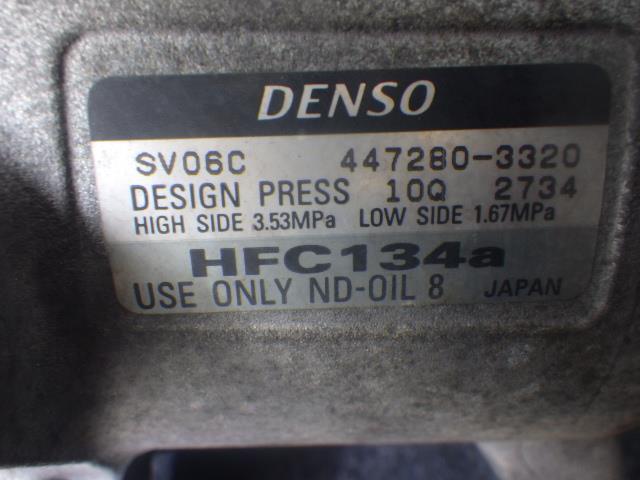 DENSO
SV06C 447280-3320
DESIGN PRESS 10Q 2734
HIGH SIDE 3.53MPa LOW SIDE 1.67MPa
HFC134a
USE ONLY ND-OIL 8 JAPAN